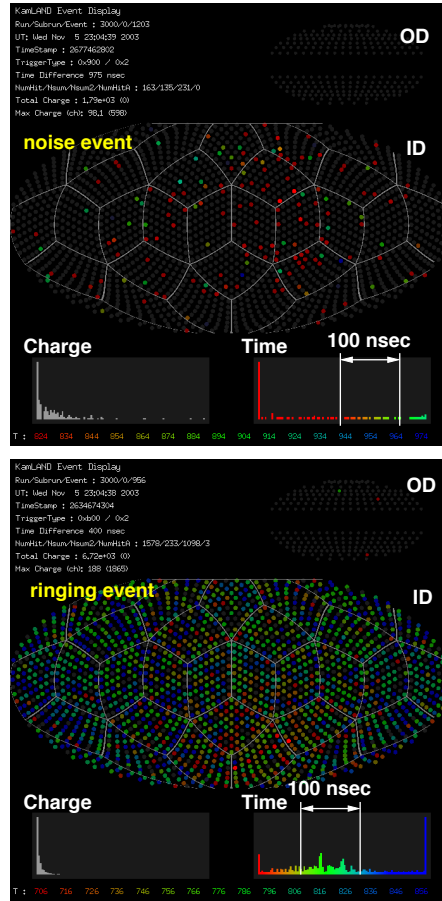 KamLAND Event Display
Run/Subrun/Event : 3000/0/1203
UT: Wed Nov 5 23:04:39 2003
TimeStamp : 2677462802
TriggerType : 0x900 / 0x2
Time Difference 975 nsec
NumHit/Nsum/Nsum2/NumHitA : 163/135/231/0
Total Charge : 1.79e+03 (0)
Max Charge (ch): 98.1 (598)
OD
noise event
ID
Charge
Time
100 nsec
T : 824 834 844 854 864 874 884 894 904 914 924 934 944 954 964 974
KamLAND Event Display
Run/Subrun/Event : 3000/0/956
UT: Wed Nov 5 23:04:38 2003
TimeStamp : 2634674304
TriggerType : 0xb00 / 0x2
Time Difference 400 nsec
NumHit/Nsum/Nsum2/NumHitA : 1578/233/1098/3
Total Charge : 6.72e+03 (0)
Max Charge (ch): 188 (1865)
OD
ringing event
ID
Charge
Time
100 nsec
T : 706 716 726 736 746 756 766 776 786 796 806 816 826 836 846